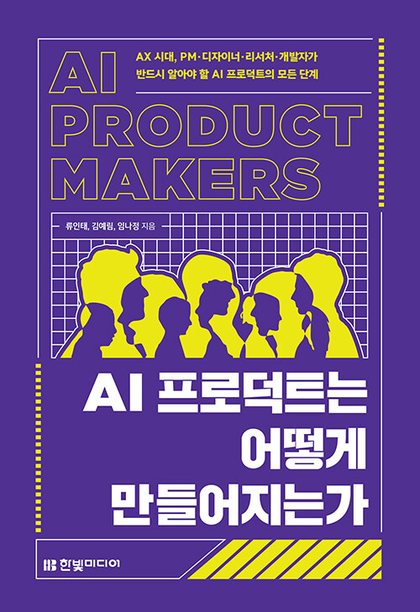 AX 시대, PM·디자이너·리서처·개발자가
반드시 알아야 할 AI 프로덕트의 모든 단계
AI
PRODUCT
MAKERS
류인태, 김예림, 임나정 지음
AI 프로덕트는
어떻게
만들어지는가
HB 한빛미디어